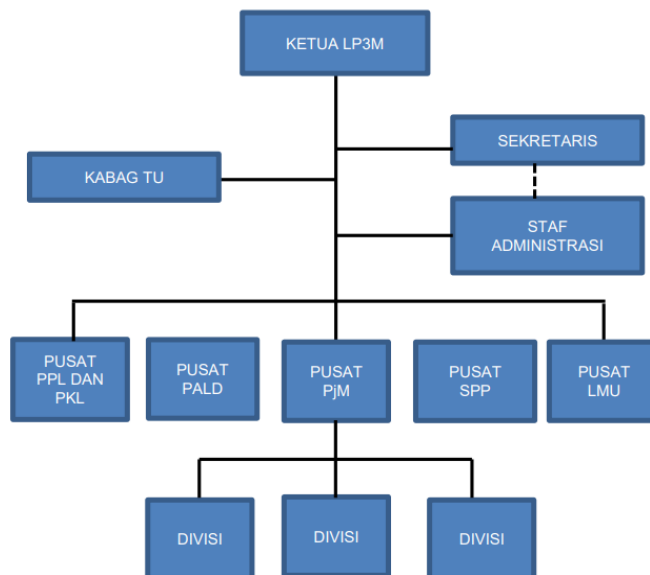 KETUA LP3M
SEKRETARIS
KABAG TU
STAF
ADMINISTRASI
PUSAT
PPL DAN
PKL
PUSAT
PALD
PUSAT
PjM
PUSAT
SPP
PUSAT
LMU
DIVISI
DIVISI
DIVISI